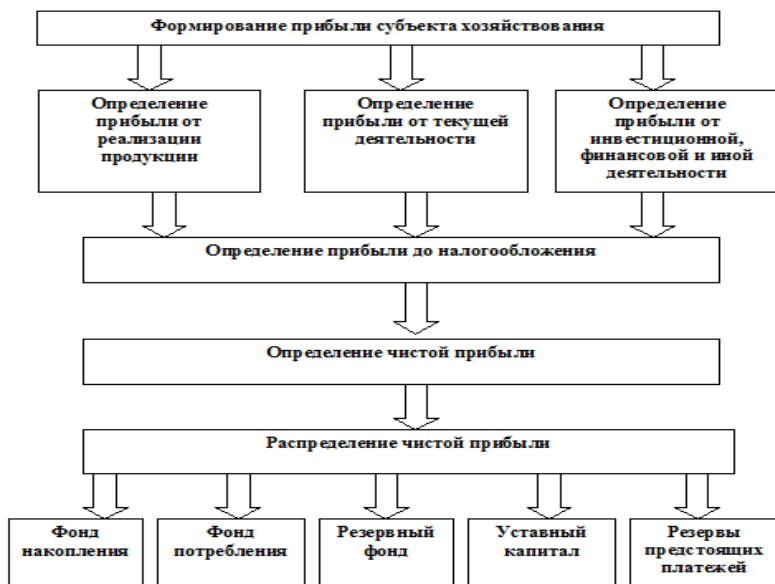 Формирование прибыли субъекта хозяйствования
Определение
прибыли от
реализации
продукции
Определение
прибыли от текущей
деятельности
Определение
прибыли от
инвестиционной,
финансовой и иной
деятельности
Определение прибыли до налогообложения
Определение чистой прибыли
Распределение чистой прибыли
Фонд
накопления
Фонд
потребления
Резервный
фонд
Уставный
капитал
Резервы
предстоящих
платежей